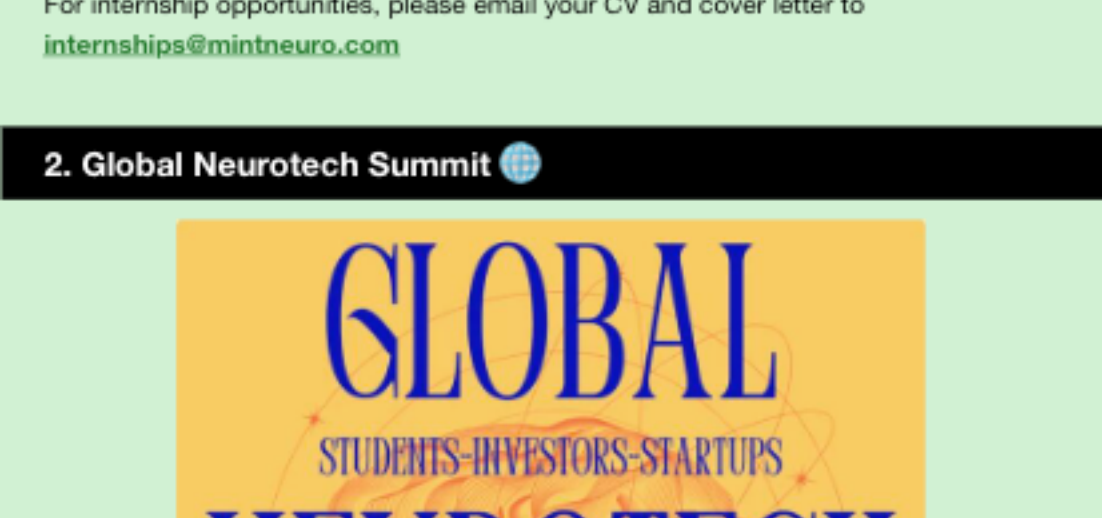 For internship opportunities, please email your CV and cover letter to
internships@mintneuro.com
2. Global Neurotech Summit 🌐
GLOBAL
STUDENTS-INVESTORS-STARTUPS
NEUROTECH